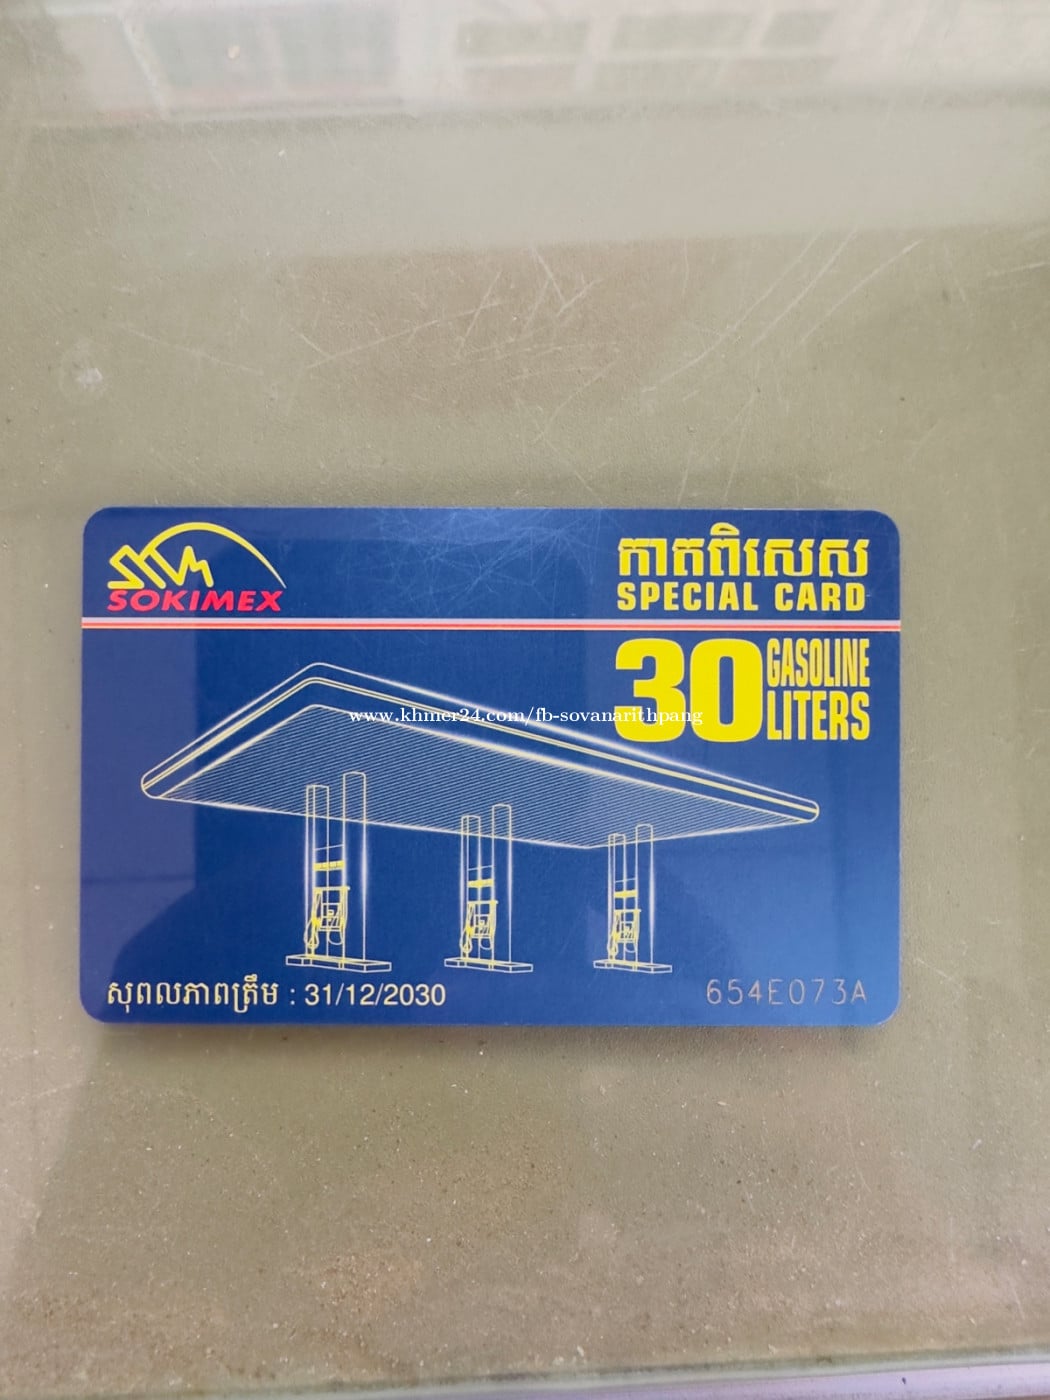 SOKIMEX
កាតពិសេស
SPECIAL CARD
30 GASOLINE LITERS
www.khmer24.com/fb-sovanarithpang
សុពលភាពត្រឹម : 31/12/2030
654E073A